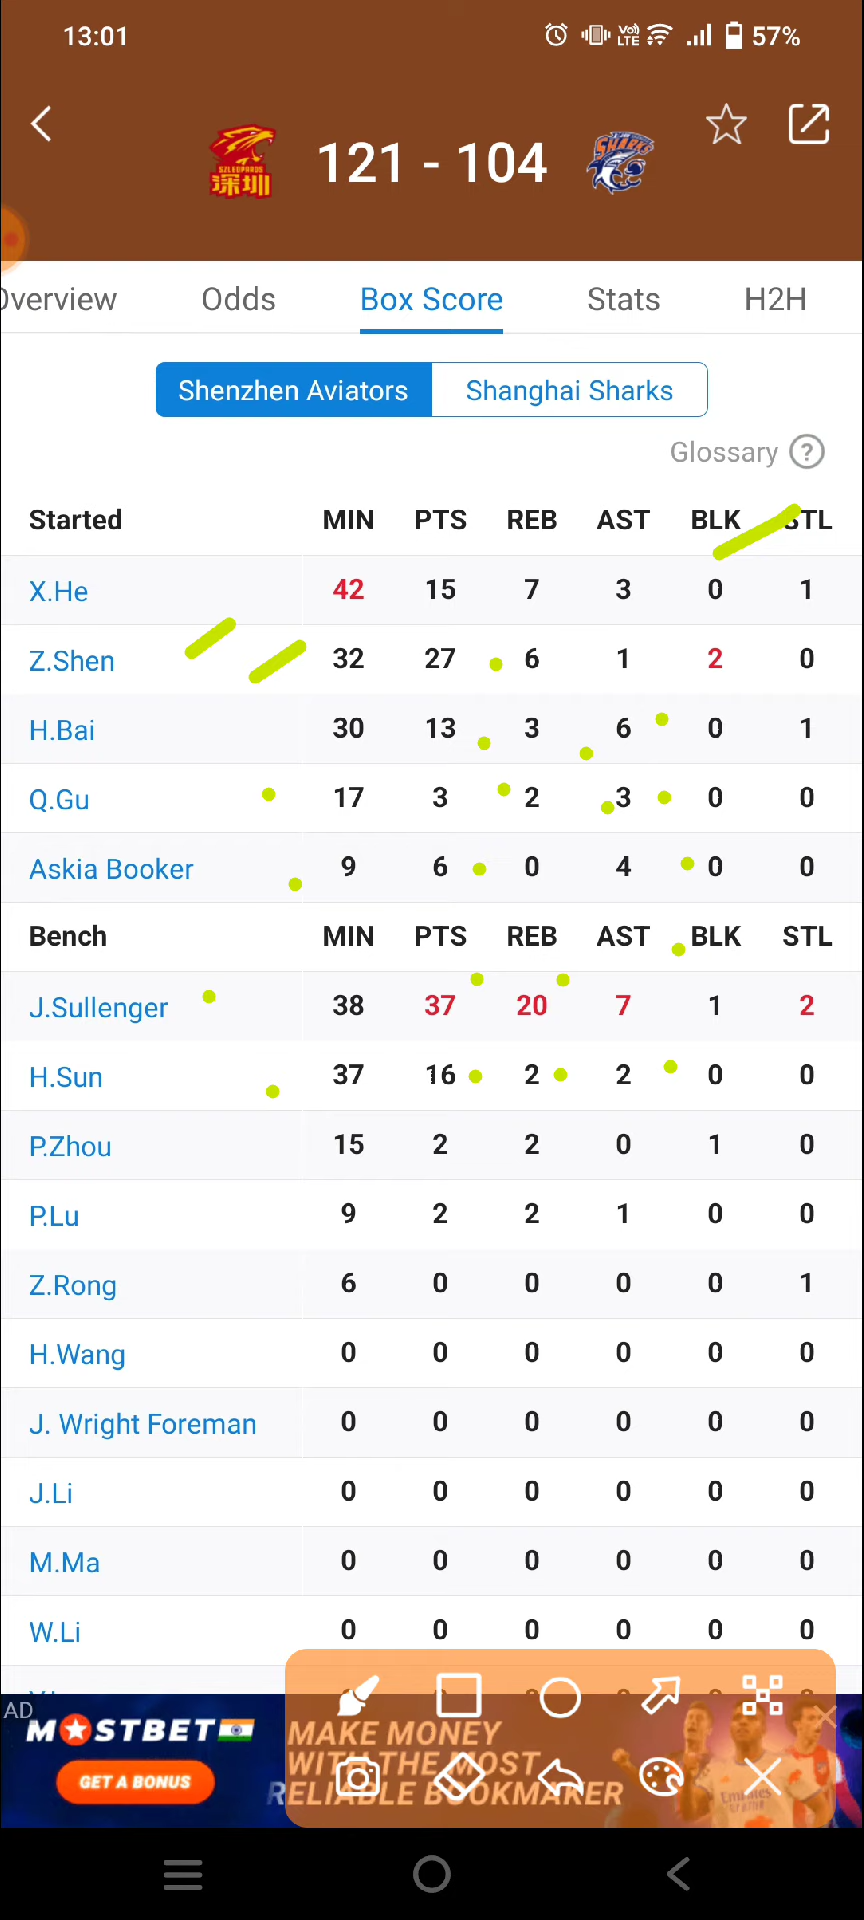 13:01 Vo) LTE 57%
SZLEOPARDS
深圳
121 - 104
SHARKS
Overview Odds Box Score Stats H2H
Shenzhen Aviators Shanghai Sharks
Glossary ?
Started MIN PTS REB AST BLK STL
X.He 42 15 7 3 0 1
Z.Shen 32 27 6 1 2 0
H.Bai 30 13 3 6 0 1
Q.Gu 17 3 2 3 0 0
Askia Booker 9 6 0 4 0 0
Bench MIN PTS REB AST BLK STL
J.Sullenger 38 37 20 7 1 2
H.Sun 37 16 2 2 0 0
P.Zhou 15 2 2 0 1 0
P.Lu 9 2 2 1 0 0
Z.Rong 6 0 0 0 0 1
H.Wang 0 0 0 0 0 0
J. Wright Foreman 0 0 0 0 0 0
J.Li 0 0 0 0 0 0
M.Ma 0 0 0 0 0 0
W.Li 0 0 0 0 0 0
AD
MOSTBET
GET A BONUS
MAKE MONEY
WITH THE MOST
RELIABLE BOOKMAKER